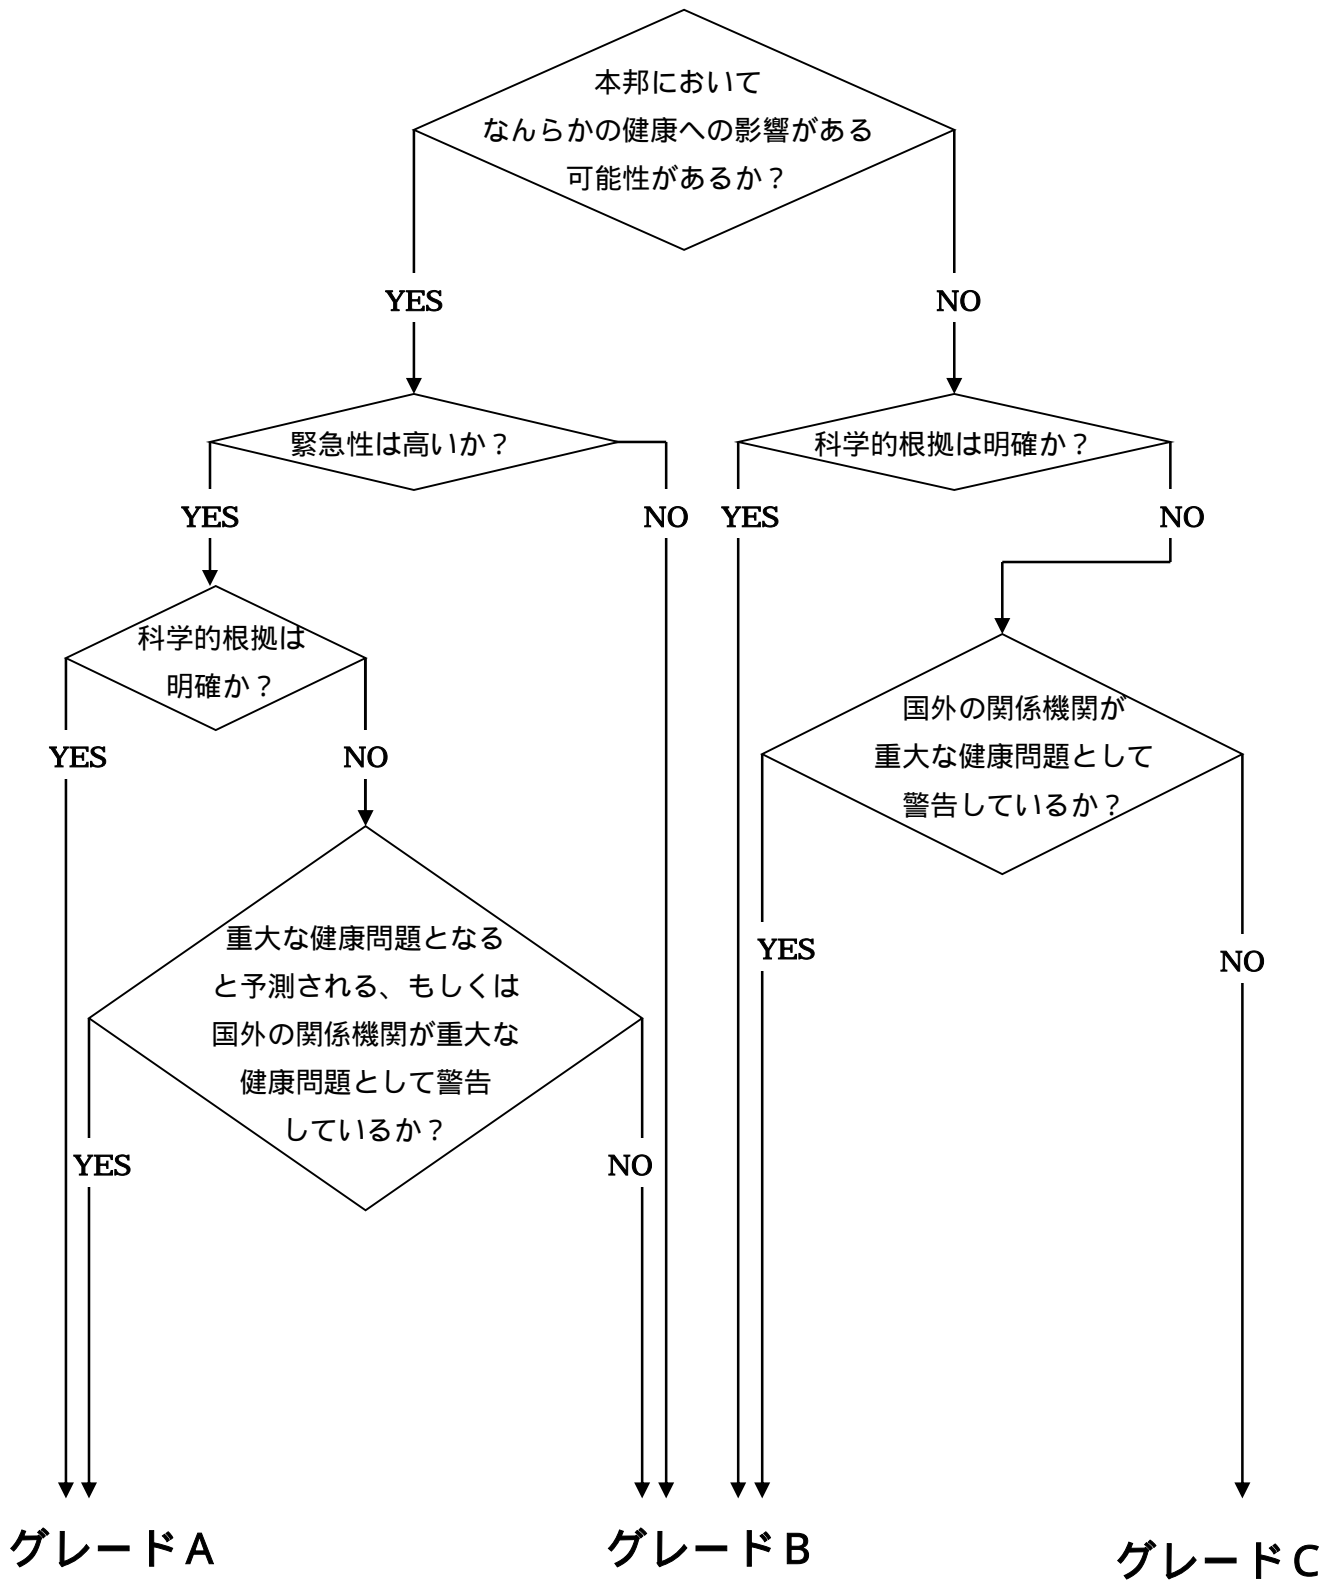 本邦において
なんらかの健康への影響がある
可能性があるか？
YES
NO
緊急性は高いか？
科学的根拠は明確か？
YES
NO
YES
NO
科学的根拠は
明確か？
国外の関係機関が
重大な健康問題として
警告しているか？
YES
NO
重大な健康問題となる
と予測される、もしくは
国外の関係機関が重大な
健康問題として警告
しているか？
YES
NO
YES
NO
グレードA
グレードB
グレードC